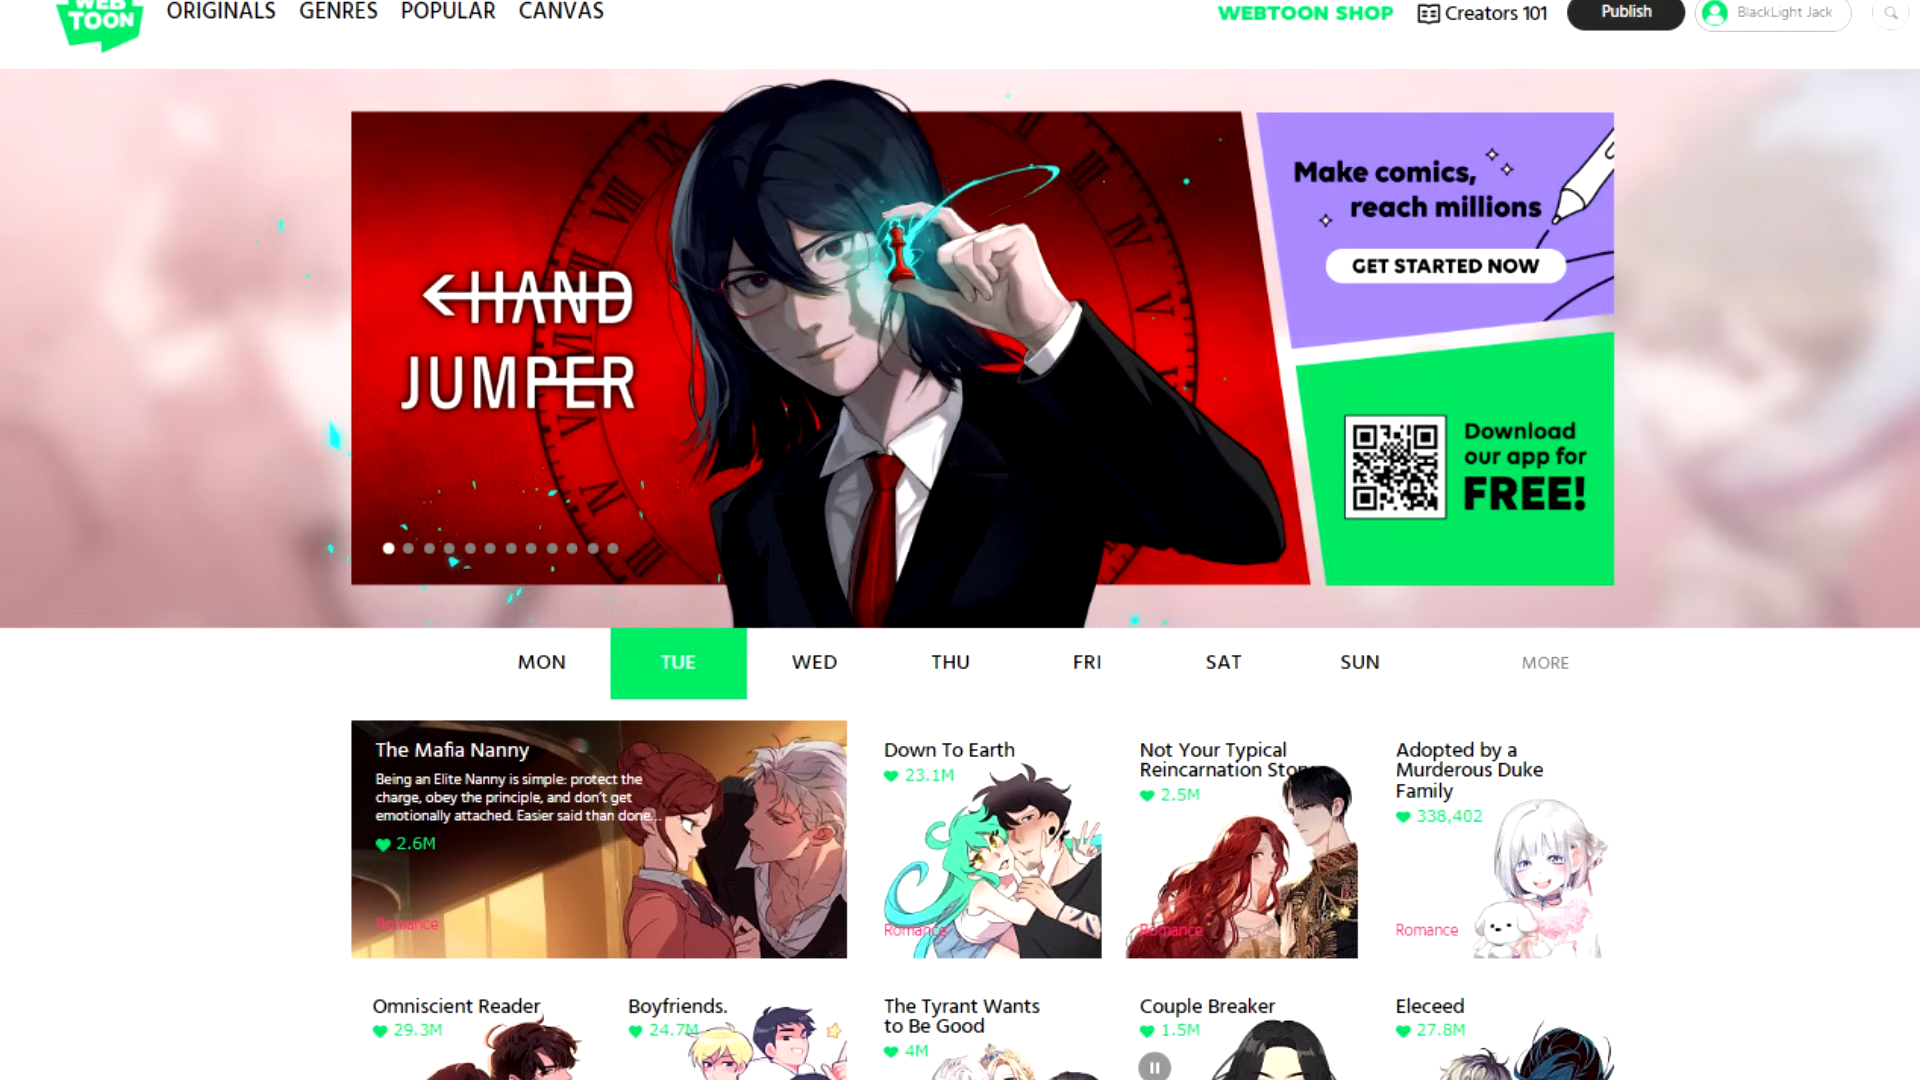 WEB
TOON
ORIGINALS
GENRES
POPULAR
CANVAS
WEBTOON SHOP
Creators 101
Publish
BlackLight Jack
HAND
JUMPER
Make comics,
reach millions
GET STARTED NOW
Download
our app for
FREE!
MON
TUE
WED
THU
FRI
SAT
SUN
MORE
The Mafia Nanny
Being an Elite Nanny is simple: protect the
charge, obey the principle, and don't get
emotionally attached. Easier said than done...
2.6M
Romance
Down To Earth
23.1M
Romance
Not Your Typical
Reincarnation Story
2.5M
Romance
Adopted by a
Murderous Duke
Family
338,402
Romance
Omniscient Reader
29.3M
Boyfriends.
24.7M
The Tyrant Wants
to Be Good
4M
Couple Breaker
1.5M
Eleceed
27.8M